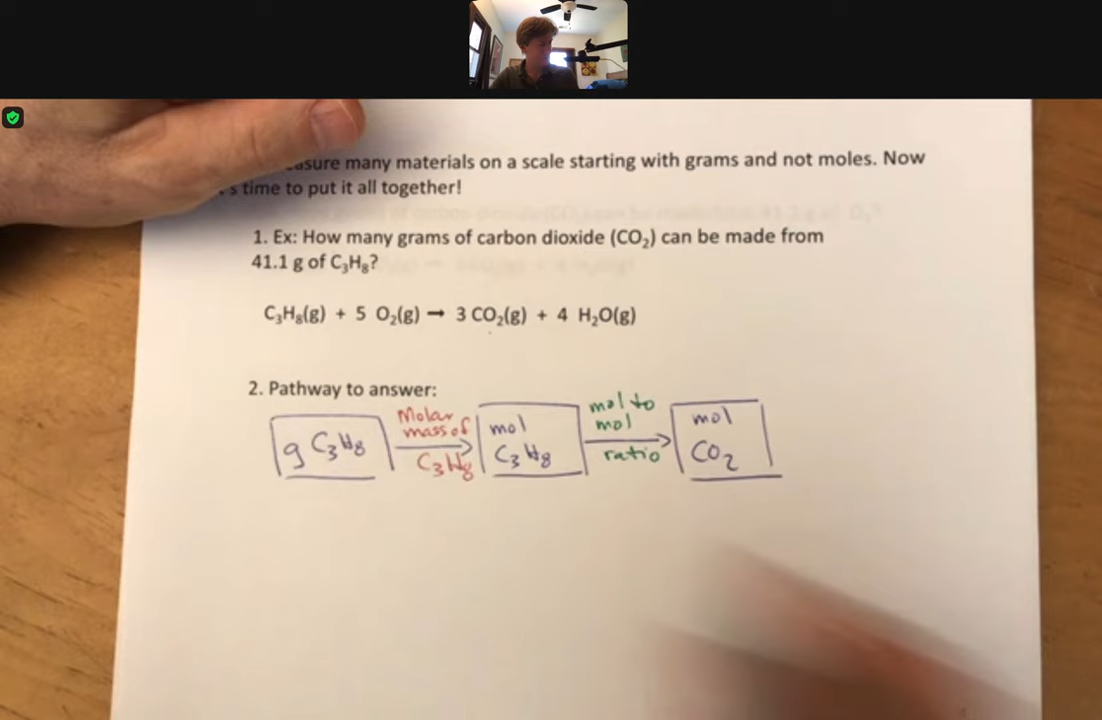 many materials on a scale starting with grams and not moles. Now
time to put it all together!
1. Ex: How many grams of carbon dioxide (CO₂) can be made from
41.1 g of C₃H₈?
C₃H₈(g) + 5 O₂(g) → 3 CO₂(g) + 4 H₂O(g)
2. Pathway to answer:
g C₃H₈
Molar
mass of
C₃H₈
mol
C₃H₈
mol to
mol
ratio
mol
CO₂